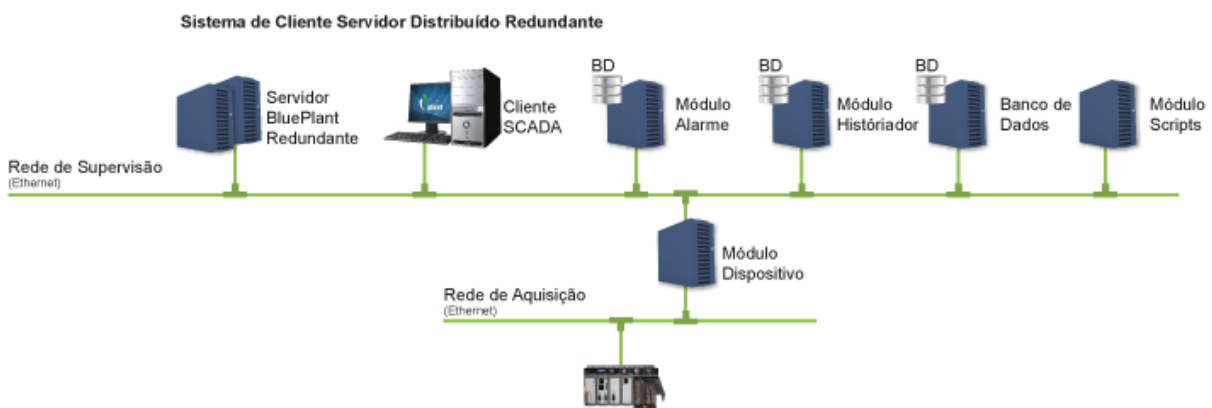 Sistema de Cliente Servidor Distribuído Redundante
Servidor
BluePlant
Redundante
Cliente
SCADA
BD
Módulo
Alarme
BD
Módulo
Históriador
BD
Banco de
Dados
Módulo
Scripts
Rede de Supervisão
(Ethernet)
Módulo
Dispositivo
Rede de Aquisição
(Ethernet)